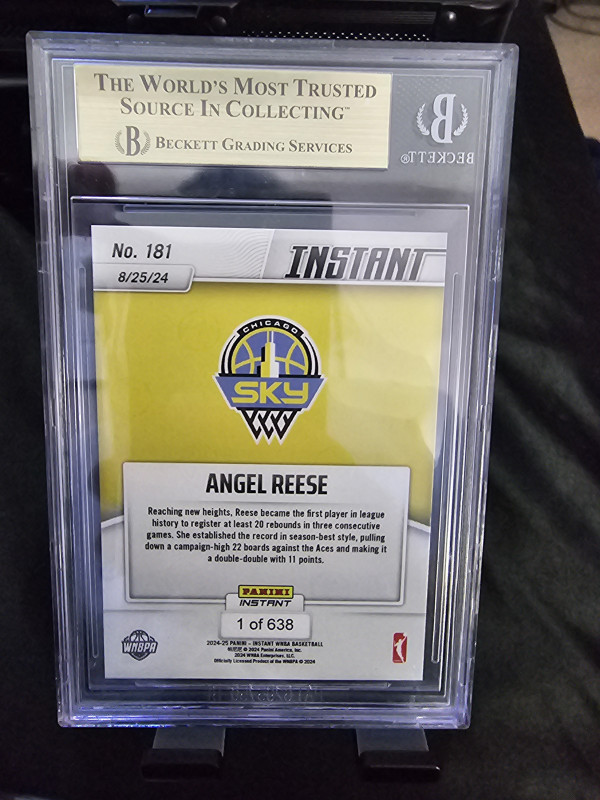 THE WORLD'S MOST TRUSTED
SOURCE IN COLLECTING™
B BECKETT GRADING SERVICES
B
BECKETT®
No. 181
INSTANT
8/25/24
CHICAGO
SKY
ANGEL REESE
Reaching new heights, Reese became the first player in league
history to register at least 20 rebounds in three consecutive
games. She established the record in season-best style, pulling
down a campaign-high 22 boards against the Aces and making it
a double-double with 11 points.
PANINI
INSTANT
1 of 638
WNBPA
2024-25 PANINI – INSTANT WNBA BASKETBALL
© 2024 Panini America, Inc.
2024 WNBA Enterprises, LLC.
Officially Licensed Product of the WNBPA © 2024